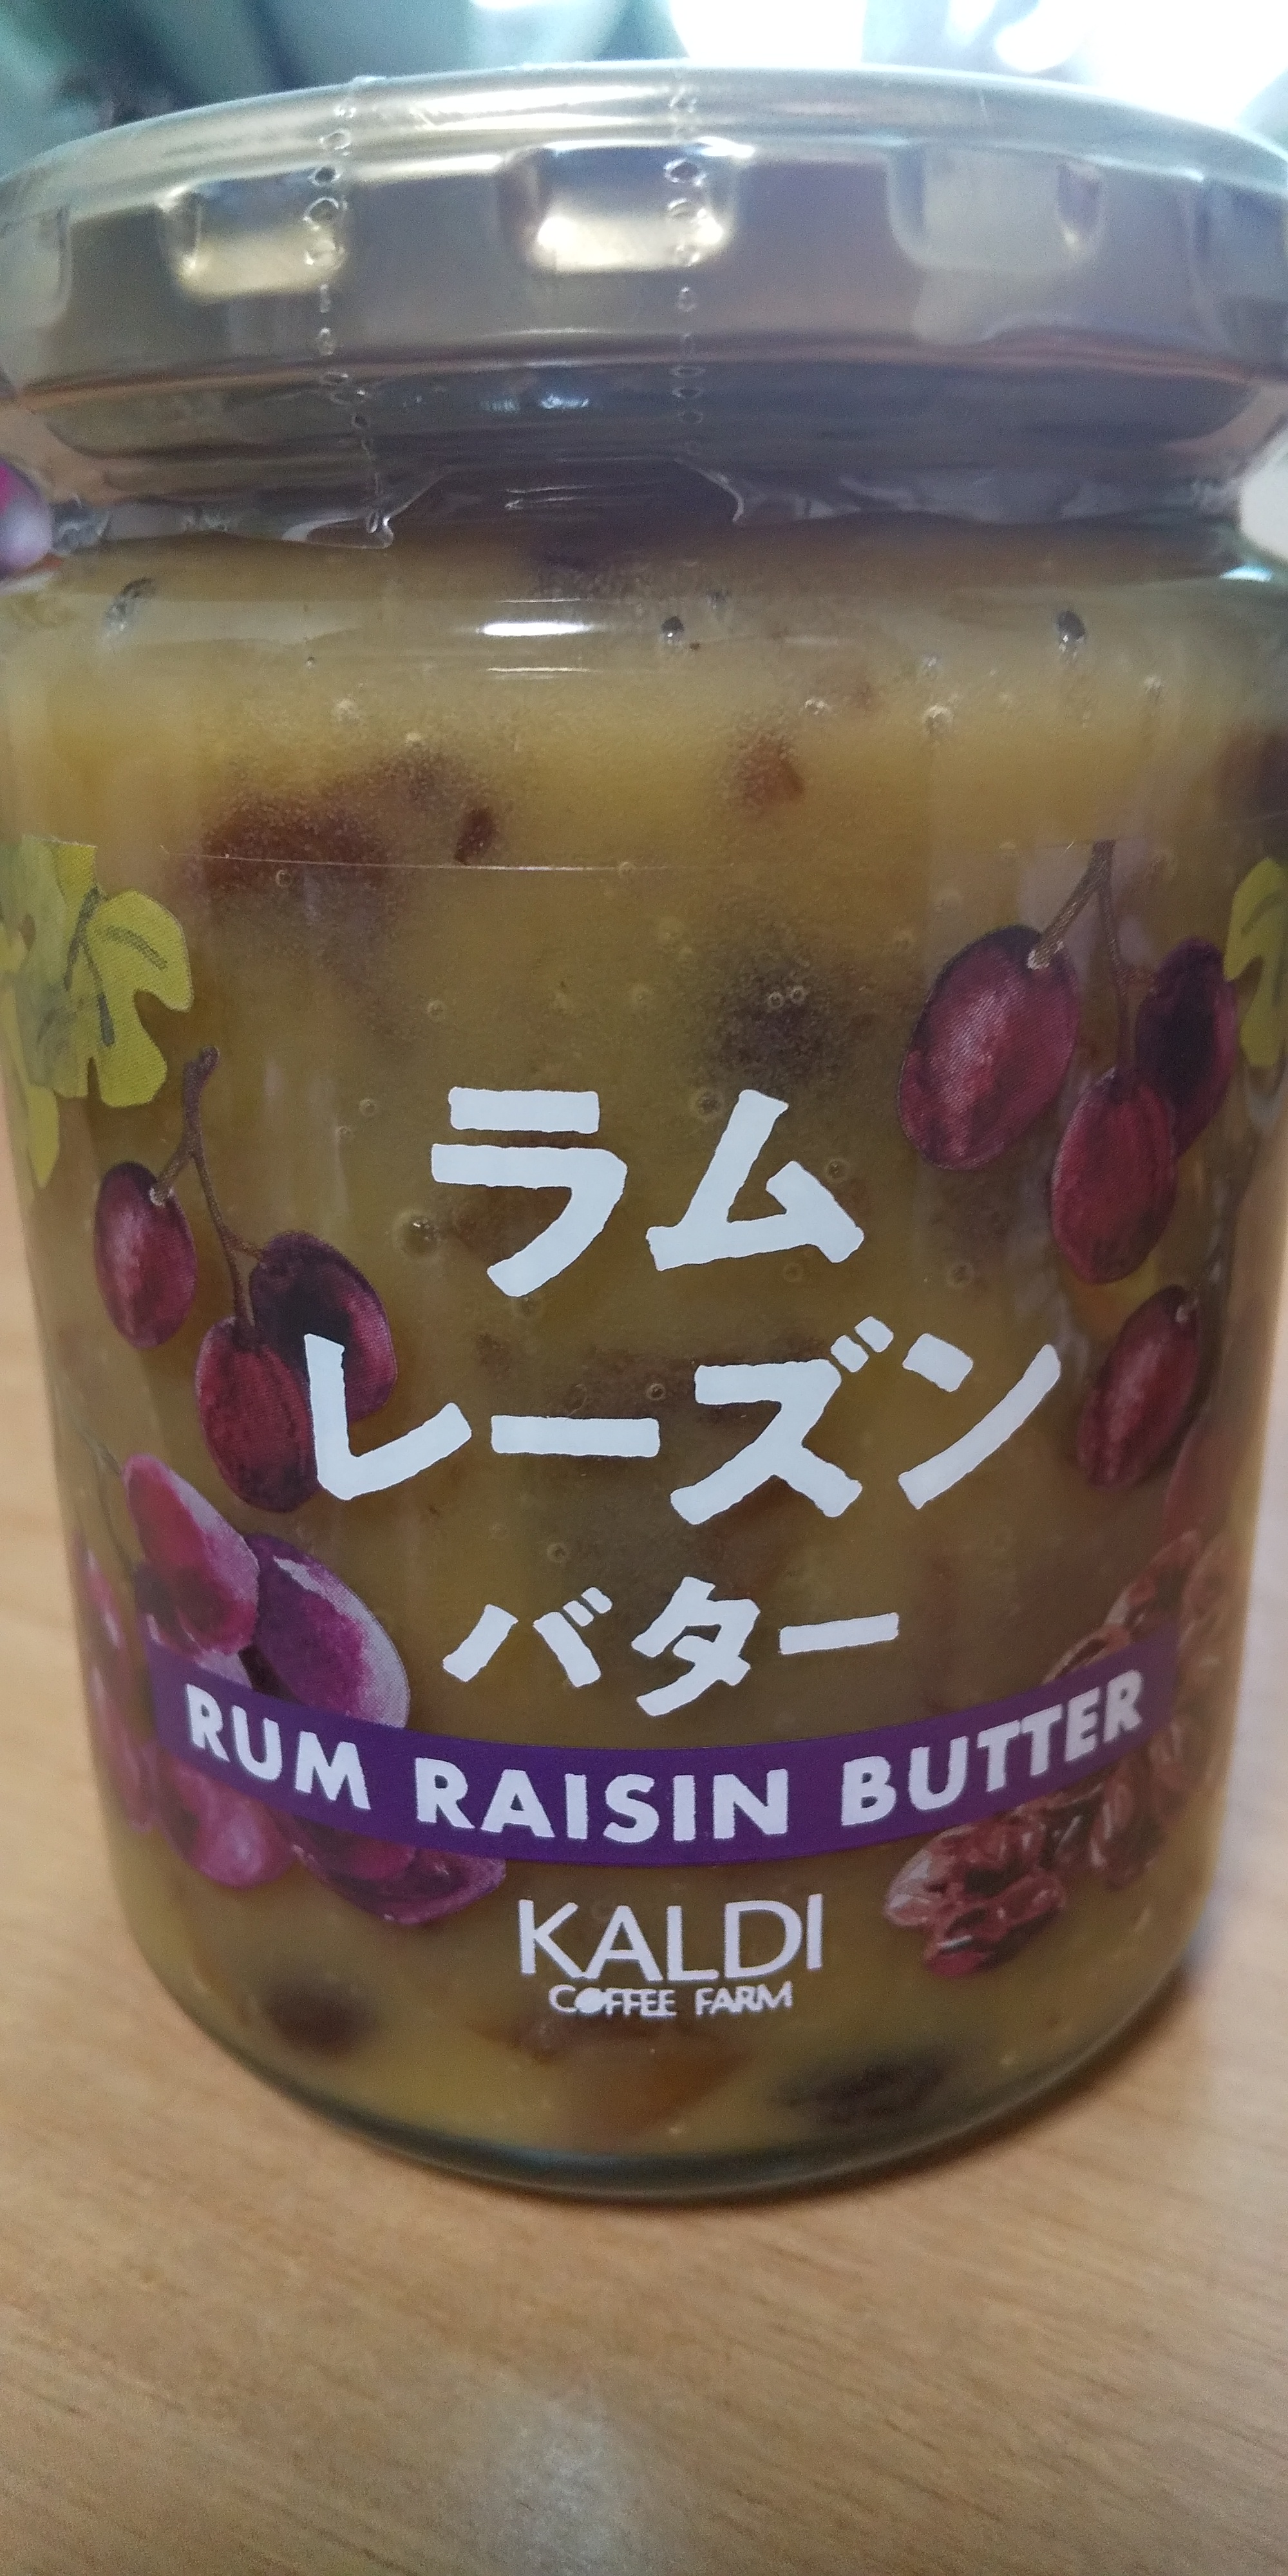 ラム
レーズン
バター
RUM RAISIN BUTTER
KALDI
COFFEE FARM